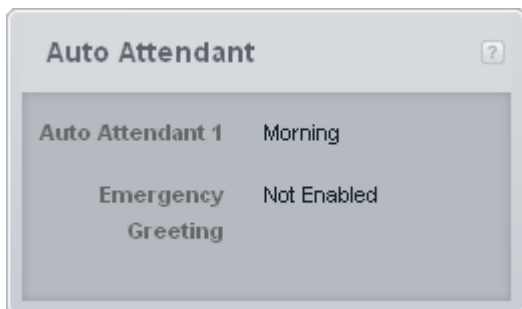 Auto Attendant
?
Auto Attendant 1 Morning
Emergency Not Enabled
Greeting